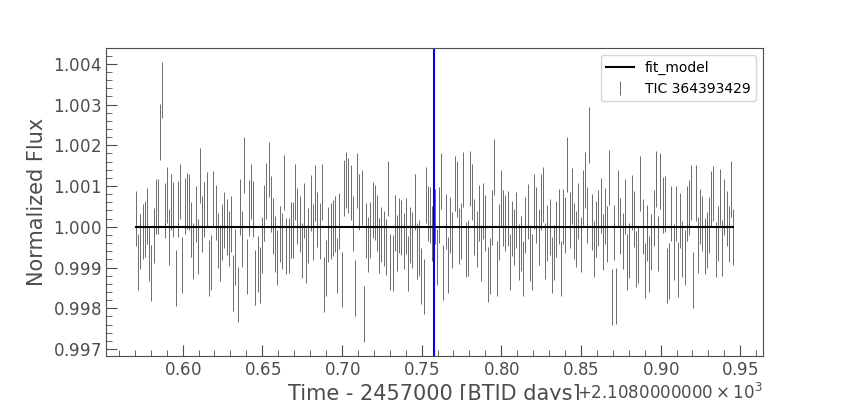 1.004
1.003
1.002
1.001
1.000
0.999
0.998
0.997
Normalized Flux
fit_model
TIC 364393429
0.60 0.65 0.70 0.75 0.80 0.85 0.90 0.95
Time - 2457000 [BTJD days]
+2.1080000000 × 10³